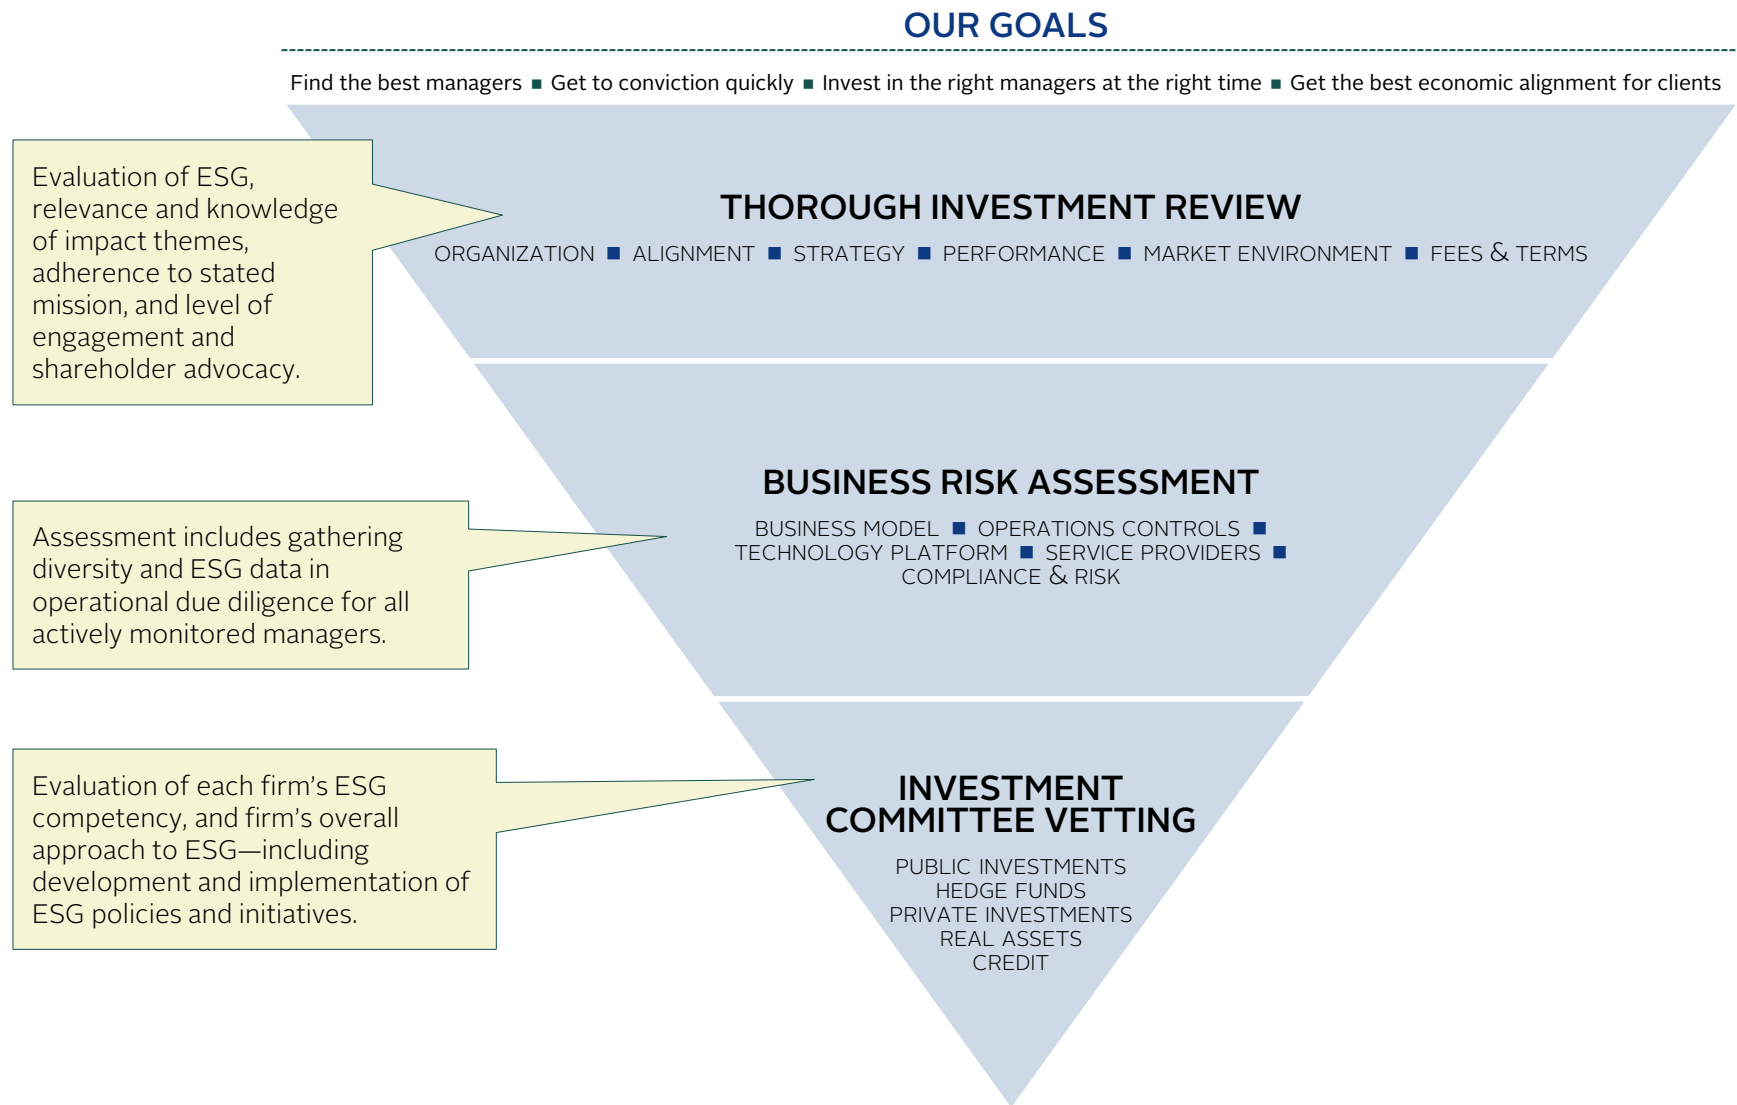 OUR GOALS
Find the best managers ■ Get to conviction quickly ■ Invest in the right managers at the right time ■ Get the best economic alignment for clients
Evaluation of ESG,
relevance and knowledge
of impact themes,
adherence to stated
mission, and level of
engagement and
shareholder advocacy.
THOROUGH INVESTMENT REVIEW
ORGANIZATION ■ ALIGNMENT ■ STRATEGY ■ PERFORMANCE ■ MARKET ENVIRONMENT ■ FEES & TERMS
Assessment includes gathering
diversity and ESG data in
operational due diligence for all
actively monitored managers.
BUSINESS RISK ASSESSMENT
BUSINESS MODEL ■ OPERATIONS CONTROLS ■
TECHNOLOGY PLATFORM ■ SERVICE PROVIDERS ■
COMPLIANCE & RISK
Evaluation of each firm’s ESG
competency, and firm’s overall
approach to ESG—including
development and implementation of
ESG policies and initiatives.
INVESTMENT
COMMITTEE VETTING
PUBLIC INVESTMENTS
HEDGE FUNDS
PRIVATE INVESTMENTS
REAL ASSETS
CREDIT